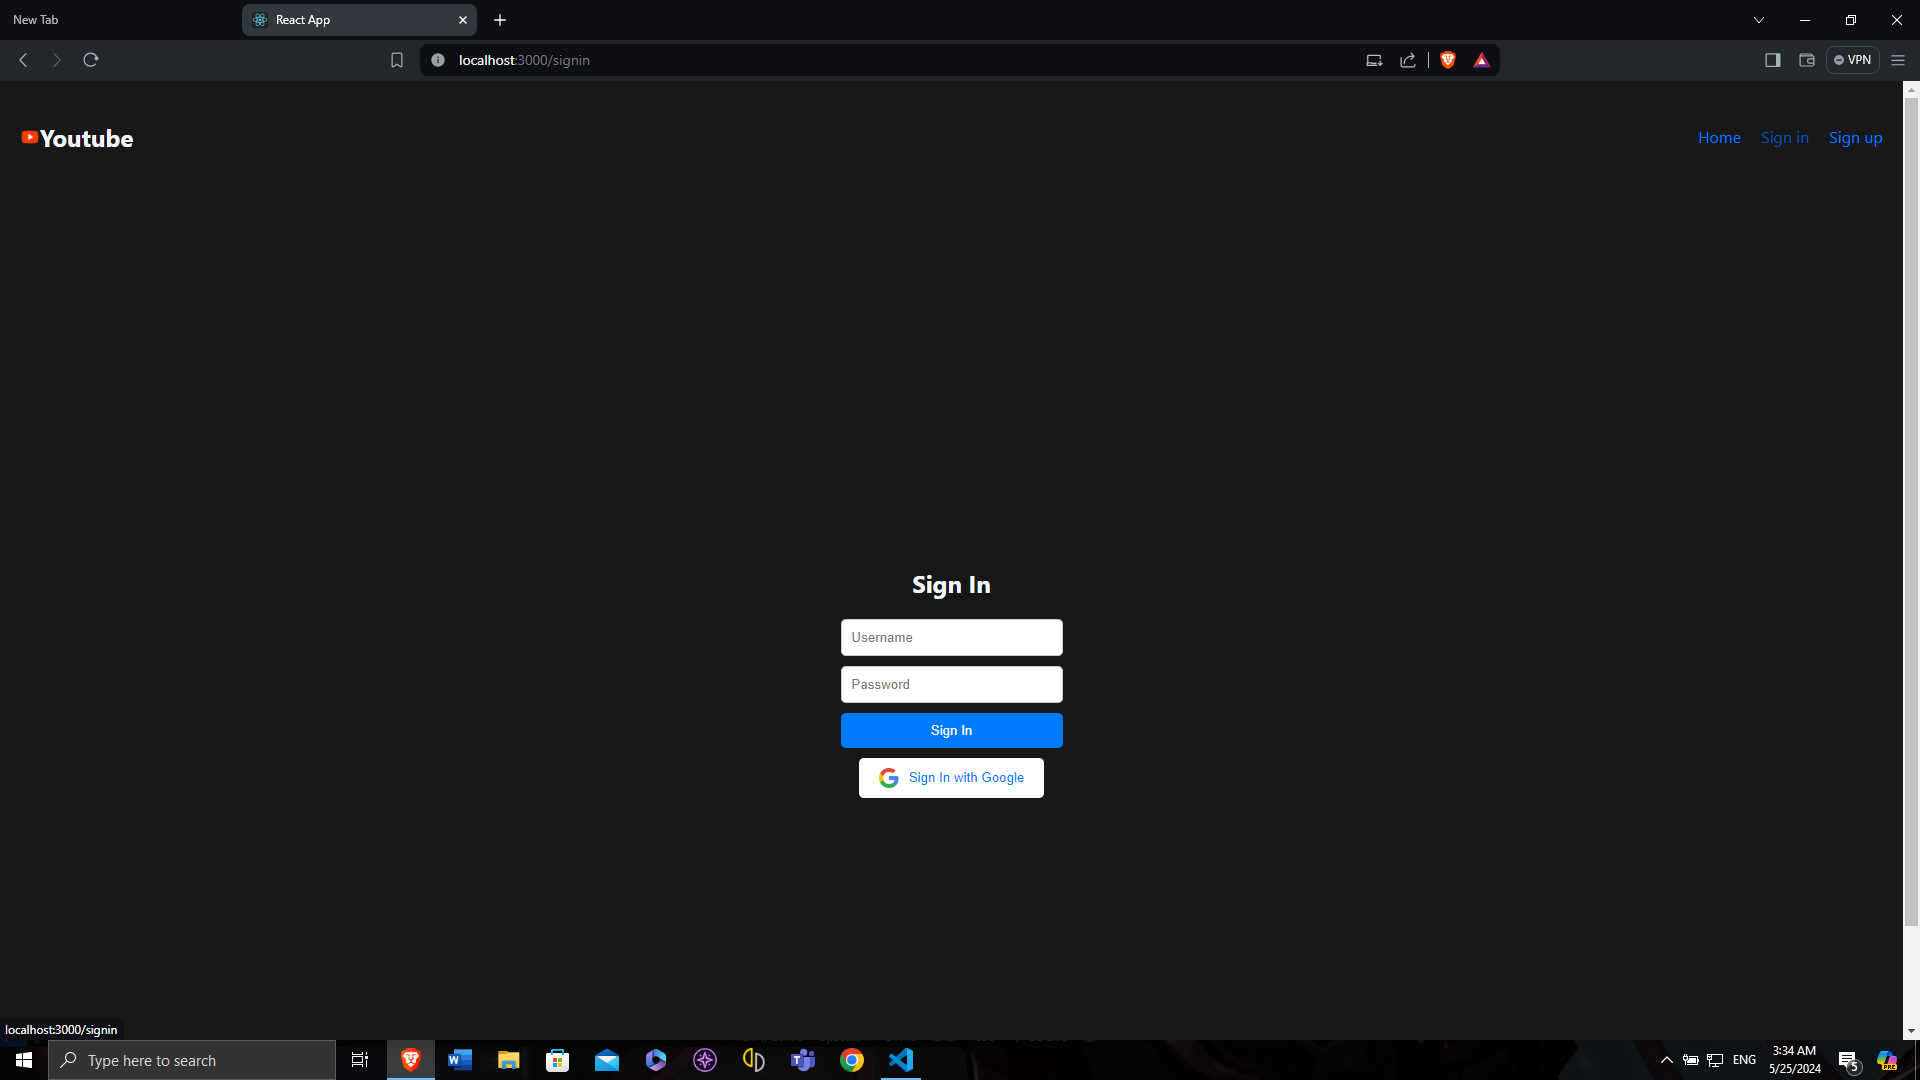 New Tab
React App
localhost:3000/signin
VPN
Youtube
Home
Sign in
Sign up
Sign In
Username
Password
Sign In
Sign In with Google
localhost:3000/signin
Type here to search
ENG
3:34 AM
5/25/2024
5
PRE